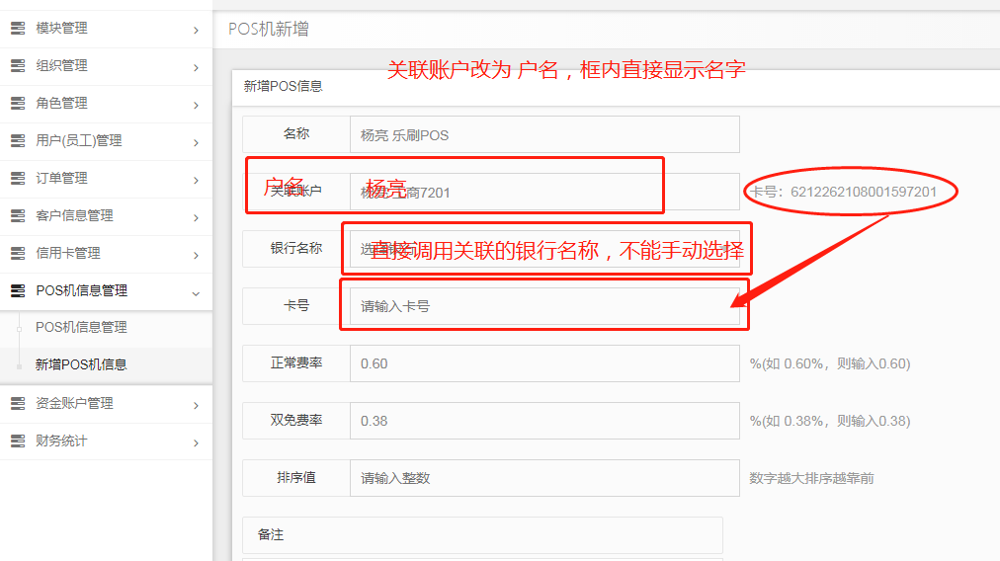 模块管理
组织管理
角色管理
用户(员工)管理
订单管理
客户信息管理
信用卡管理
POS机信息管理
POS机信息管理
新增POS机信息
资金账户管理
财务统计
POS机新增
关联账户改为 户名，框内直接显示名字
新增POS信息
名称
杨亮 乐刷POS
户名
关联账户
杨亮
杨亮 工商7201
卡号：6212262108001597201
银行名称
直接调用关联的银行名称，不能手动选择
卡号
请输入卡号
正常费率
0.60
%(如 0.60%，则输入0.60)
双免费率
0.38
%(如 0.38%，则输入0.38)
排序值
请输入整数
数字越大排序越靠前
备注